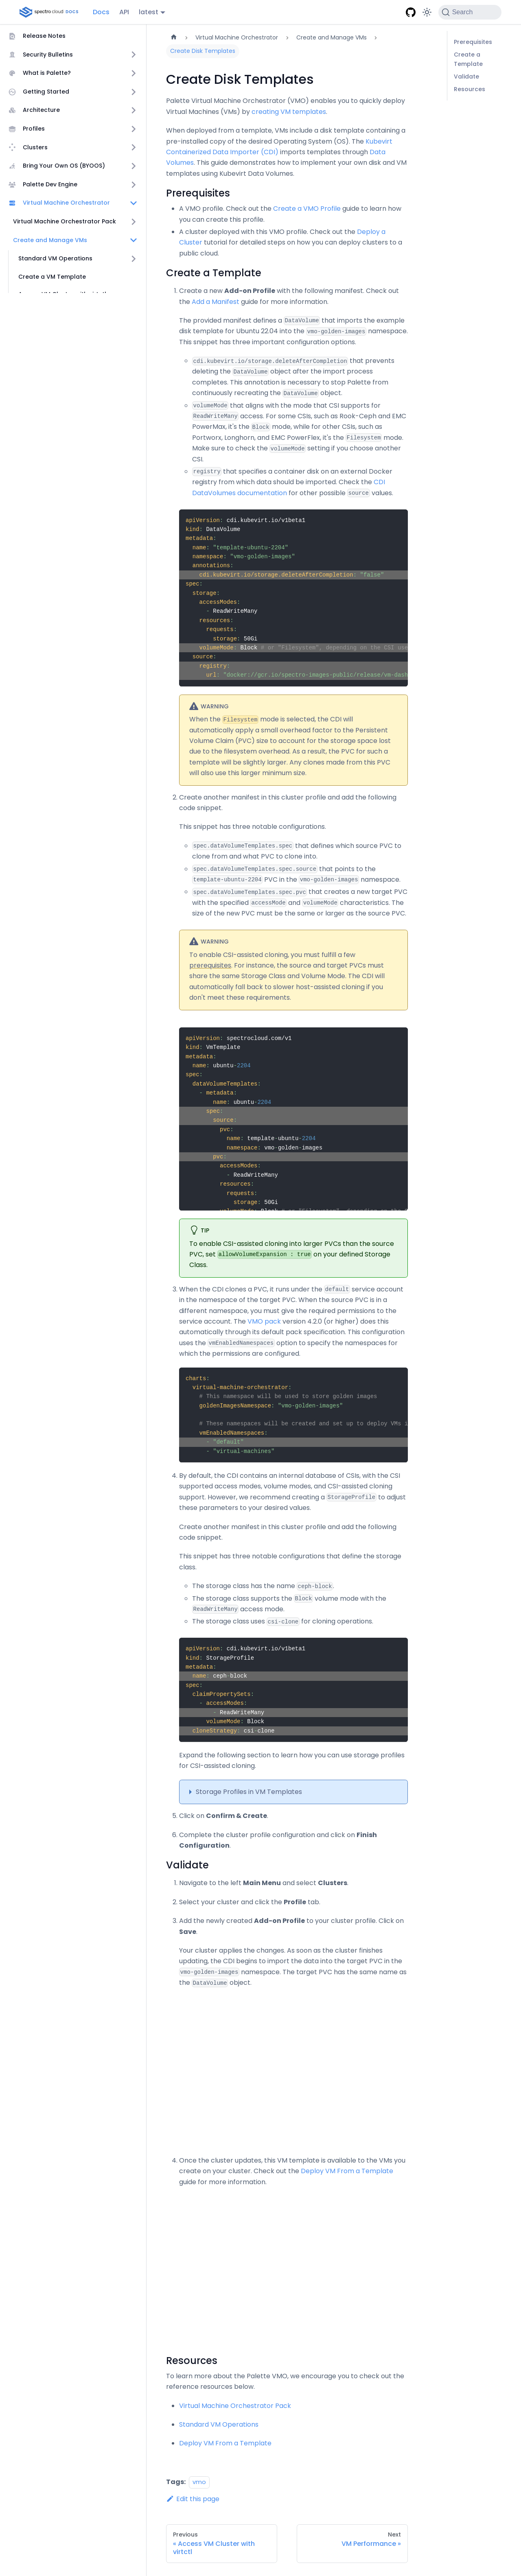 spectro cloud DOCS
Docs
API
latest
Search
Release Notes
Security Bulletins
What is Palette?
Getting Started
Architecture
Profiles
Clusters
Bring Your Own OS (BYOOS)
Palette Dev Engine
Virtual Machine Orchestrator
Virtual Machine Orchestrator Pack
Create and Manage VMs
Standard VM Operations
Create a VM Template
Virtual Machine Orchestrator
Create and Manage VMs
Create Disk Templates
Prerequisites
Create a
Template
Validate
Resources
Create Disk Templates
Palette Virtual Machine Orchestrator (VMO) enables you to quickly deploy
Virtual Machines (VMs) by creating VM templates.
When deployed from a template, VMs include a disk template containing a
pre-installed copy of the desired Operating System (OS). The Kubevirt
Containerized Data Importer (CDI) imports these templates through Data
Volumes. This guide demonstrates how to implement your own disk and VM
templates using Kubevirt Data Volumes.
Prerequisites
• A VMO profile. Check out the Create a VMO Profile guide to learn how
you can create this profile.
• A cluster deployed with this VMO profile. Check out the Deploy a
Cluster tutorial for detailed steps on how you can deploy clusters to a
public cloud.
Create a Template
1. Create a new Add-on Profile with the following manifest. Check out
the Add a Manifest guide for more information.
The provided manifest defines a DataVolume that imports the example
disk template for Ubuntu 22.04 into the vmo-golden-images namespace.
This snippet has three important configuration options.
◦ cdi.kubevirt.io/storage.deleteAfterCompletion that prevents
deleting the DataVolume object after the import process
completes. This annotation is necessary to stop Palette from
continuously recreating the DataVolume object.
◦ volumeMode that aligns with the mode that CSI supports for
ReadWriteMany access. For some CSIs, such as Rook-Ceph and EMC
PowerMax, it's the Block mode, while for other CSIs, such as
Portworx, Longhorn, and EMC PowerFlex, it's the Filesystem mode.
Make sure to check the volumeMode setting if you choose another
CSI.
◦ registry that specifies a container disk on an external Docker
registry from which data should be imported. Check the CDI
DataVolumes documentation for other possible source values.
apiVersion: cdi.kubevirt.io/v1beta1
kind: DataVolume
metadata:
name: "template-ubuntu-2204"
namespace: "vmo-golden-images"
annotations:
cdi.kubevirt.io/storage.deleteAfterCompletion: "false"
spec:
storage:
accessModes:
- ReadWriteMany
resources:
requests:
storage: 50Gi
volumeMode: Block # or "Filesystem", depending on the CSI use
source:
registry:
url: "docker://gcr.io/spectro-images-public/release/vm-dash
WARNING
When the Filesystem mode is selected, the CDI will
automatically apply a small overhead factor to the Persistent
Volume Claim (PVC) size to account for the storage space lost
due to the filesystem overhead. As a result, the PVC for such a
template will be slightly larger. Any clones made from this PVC
will also use this larger minimum size.
2. Create another manifest in this cluster profile and add the following
code snippet.
This snippet has three notable configurations.
◦ spec.dataVolumeTemplates.spec that defines which source PVC to
clone from and what PVC to clone into.
◦ spec.dataVolumeTemplates.spec.source that points to the
template-ubuntu-2204 PVC in the vmo-golden-images namespace.
◦ spec.dataVolumeTemplates.spec.pvc that creates a new target PVC
with the specified accessMode and volumeMode characteristics. The
size of the new PVC must be the same or larger as the source PVC.
WARNING
To enable CSI-assisted cloning, you must fulfill a few
prerequisites. For instance, the source and target PVCs must
share the same Storage Class and Volume Mode. The CDI will
automatically fall back to slower host-assisted cloning if you
don't meet these requirements.
apiVersion: spectrocloud.com/v1
kind: VmTemplate
metadata:
name: ubuntu-2204
spec:
dataVolumeTemplates:
- metadata:
name: ubuntu-2204
spec:
source:
pvc:
name: template-ubuntu-2204
namespace: vmo-golden-images
pvc:
accessModes:
- ReadWriteMany
resources:
requests:
storage: 50Gi
TIP
To enable CSI-assisted cloning into larger PVCs than the source
PVC, set allowVolumeExpansion : true on your defined Storage
Class.
3. When the CDI clones a PVC, it runs under the default service account
in the namespace of the target PVC. When the source PVC is in a
different namespace, you must give the required permissions to the
service account. The VMO pack version 4.2.0 (or higher) does this
automatically through its default pack specification. This configuration
uses the vmEnabledNamespaces option to specify the namespaces for
which the permissions are configured.
charts:
virtual-machine-orchestrator:
# This namespace will be used to store golden images
goldenImagesNamespace: "vmo-golden-images"
# These namespaces will be created and set up to deploy VMs i
vmEnabledNamespaces:
- "default"
- "virtual-machines"
4. By default, the CDI contains an internal database of CSIs, with the CSI
supported access modes, volume modes, and CSI-assisted cloning
support. However, we recommend creating a StorageProfile to adjust
these parameters to your desired values.
Create another manifest in this cluster profile and add the following
code snippet.
This snippet has three notable configurations that define the storage
class.
◦ The storage class has the name ceph-block.
◦ The storage class supports the Block volume mode with the
ReadWriteMany access mode.
◦ The storage class uses csi-clone for cloning operations.
apiVersion: cdi.kubevirt.io/v1beta1
kind: StorageProfile
metadata:
name: ceph-block
spec:
claimPropertySets:
- accessModes:
- ReadWriteMany
volumeMode: Block
cloneStrategy: csi-clone
Expand the following section to learn how you can use storage profiles
for CSI-assisted cloning.
Storage Profiles in VM Templates
5. Click on Confirm & Create.
6. Complete the cluster profile configuration and click on Finish
Configuration.
Validate
1. Navigate to the left Main Menu and select Clusters.
2. Select your cluster and click the Profile tab.
3. Add the newly created Add-on Profile to your cluster profile. Click on
Save.
Your cluster applies the changes. As soon as the cluster finishes
updating, the CDI begins to import the data into the target PVC in the
vmo-golden-images namespace. The target PVC has the same name as
the DataVolume object.
4. Once the cluster updates, this VM template is available to the VMs you
create on your cluster. Check out the Deploy VM From a Template
guide for more information.
Resources
To learn more about the Palette VMO, we encourage you to check out the
reference resources below.
• Virtual Machine Orchestrator Pack
• Standard VM Operations
• Deploy VM From a Template
Tags: vmo
Edit this page
Previous
« Access VM Cluster with
virtctl
Next
VM Performance »